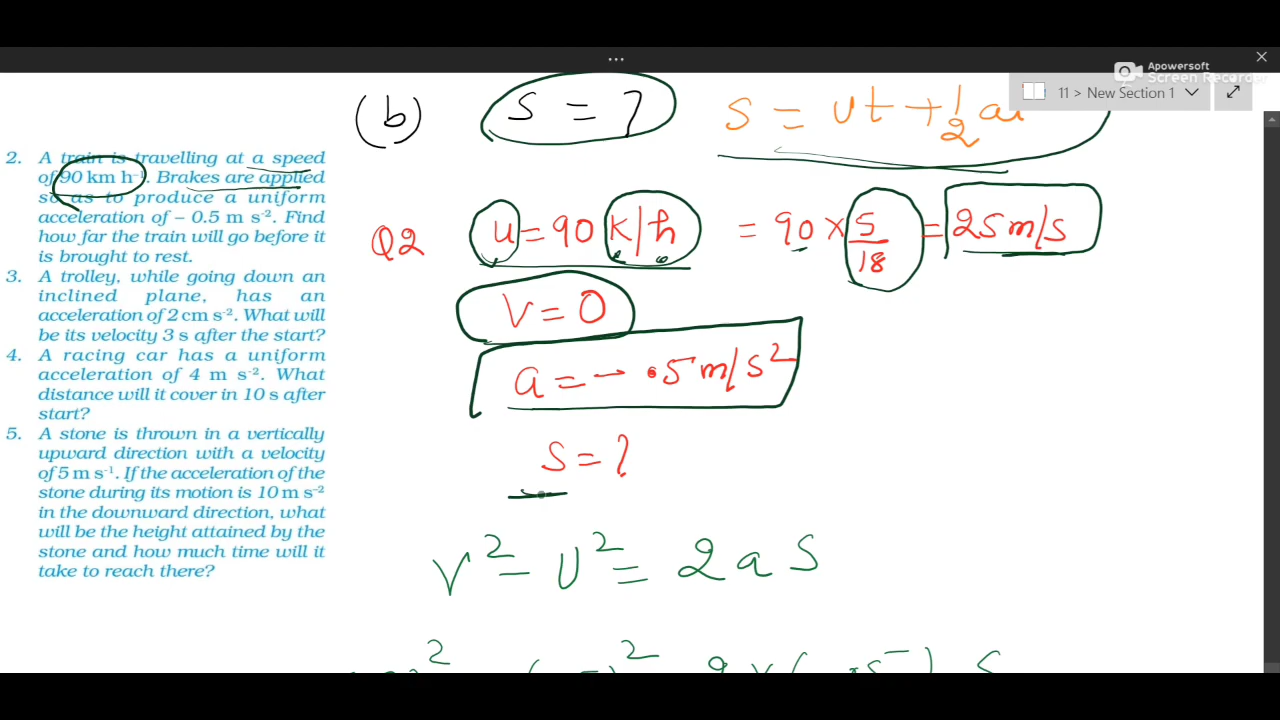 Apowersoft
Screen Recorder
11 > New Section 1
(b) S = ? S = ut + 1/2 at
2. A train is travelling at a speed
of 90 km h⁻¹. Brakes are applied
so as to produce a uniform
acceleration of – 0.5 m s⁻². Find
how far the train will go before it
is brought to rest.
3. A trolley, while going down an
inclined plane, has an
acceleration of 2 cm s⁻². What will
be its velocity 3 s after the start?
4. A racing car has a uniform
acceleration of 4 m s⁻². What
distance will it cover in 10 s after
start?
5. A stone is thrown in a vertically
upward direction with a velocity
of 5 m s⁻¹. If the acceleration of the
stone during its motion is 10 m s⁻²
in the downward direction, what
will be the height attained by the
stone and how much time will it
take to reach there?
Q2 u = 90 k/h = 90 × 5/18 = 25 m/s
v = 0
a = – .5 m/s²
s = ?
v² – u² = 2 a s